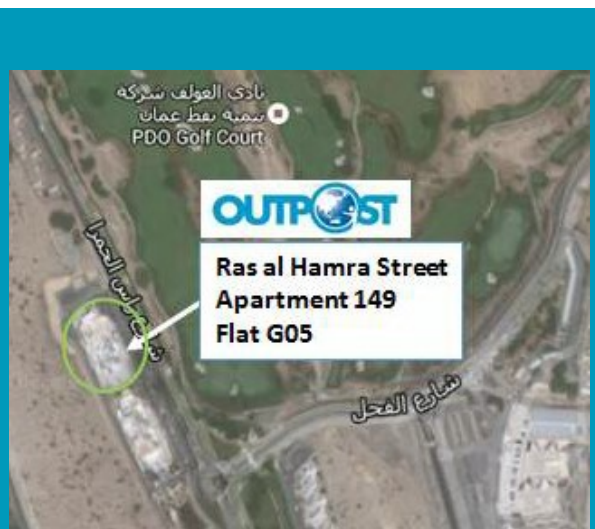 نادي الغولف شركة
تنمية نفط عمان
PDO Golf Court
OUTPOST
Ras al Hamra Street
Apartment 149
Flat G05
شارع راس الحمرا
شارع الفحل